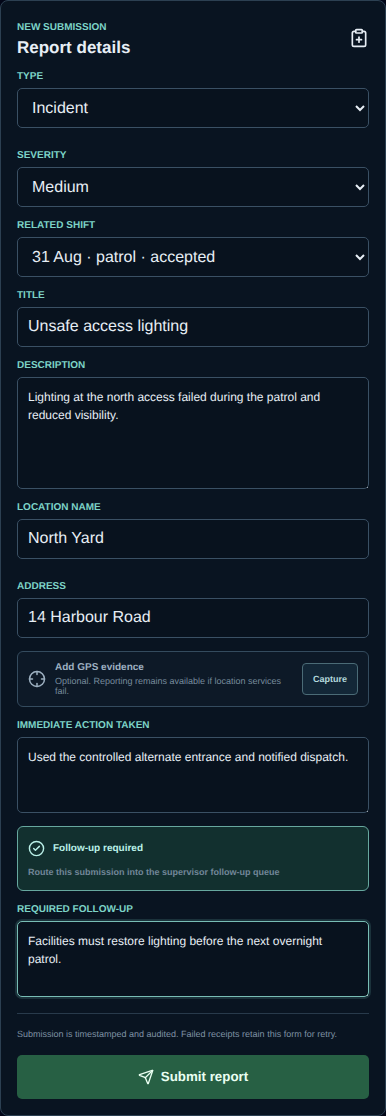 NEW SUBMISSION
Report details
TYPE
Incident
SEVERITY
Medium
RELATED SHIFT
31 Aug · patrol · accepted
TITLE
Unsafe access lighting
DESCRIPTION
Lighting at the north access failed during the patrol and
reduced visibility.
LOCATION NAME
North Yard
ADDRESS
14 Harbour Road
Add GPS evidence
Optional. Reporting remains available if location services
fail.
Capture
IMMEDIATE ACTION TAKEN
Used the controlled alternate entrance and notified dispatch.
Follow-up required
Route this submission into the supervisor follow-up queue
REQUIRED FOLLOW-UP
Facilities must restore lighting before the next overnight
patrol.
Submission is timestamped and audited. Failed receipts retain this form for retry.
Submit report